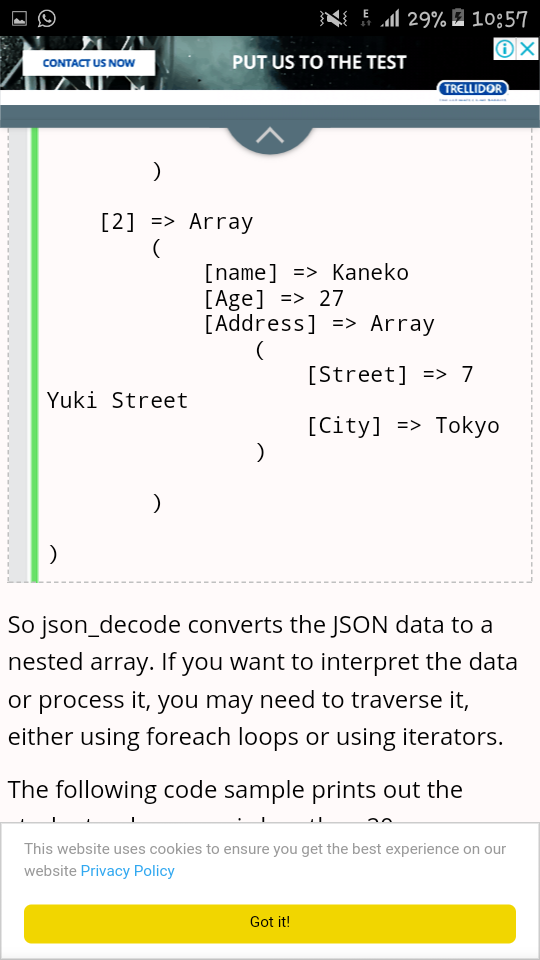 E 29% 10:57
CONTACT US NOW PUT US TO THE TEST
TRELLIDOR
)
[2] => Array
(
[name] => Kaneko
[Age] => 27
[Address] => Array
(
[Street] => 7
Yuki Street
[City] => Tokyo
)
)
)
So json_decode converts the JSON data to a
nested array. If you want to interpret the data
or process it, you may need to traverse it,
either using foreach loops or using iterators.
The following code sample prints out the
This website uses cookies to ensure you get the best experience on our
website Privacy Policy
Got it!